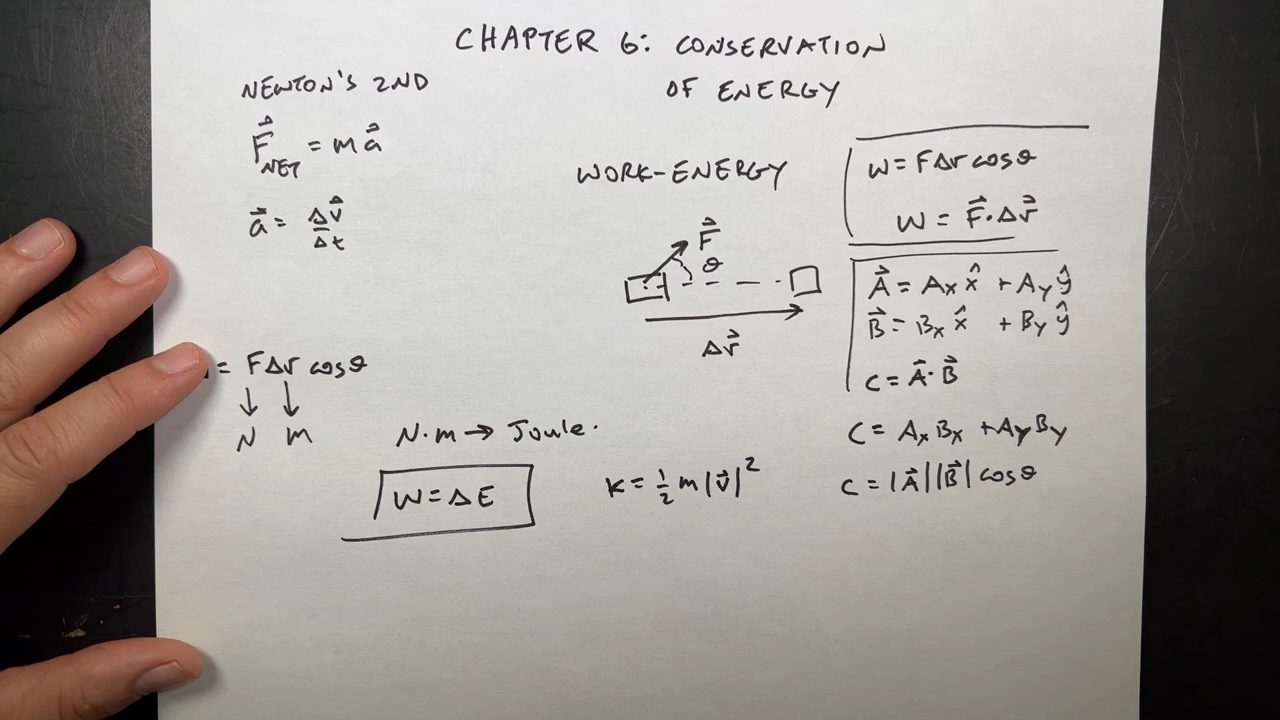 CHAPTER 6: CONSERVATION
OF ENERGY
NEWTON'S 2ND
F⃗_NET = m a⃗
a⃗ = Δv⃗/Δt
WORK-ENERGY
F⃗
θ
Δr⃗
W = FΔr cosθ
W = F⃗·Δr⃗
A⃗ = Ax x̂ + Ay ŷ
B⃗ = Bx x̂ + By ŷ
C = A⃗·B⃗
C = AxBx + AyBy
C = |A⃗||B⃗| cosθ
= FΔr cosθ
↓ ↓
N m
N·m → Joule.
W = ΔE
K = 1/2 m|v⃗|²